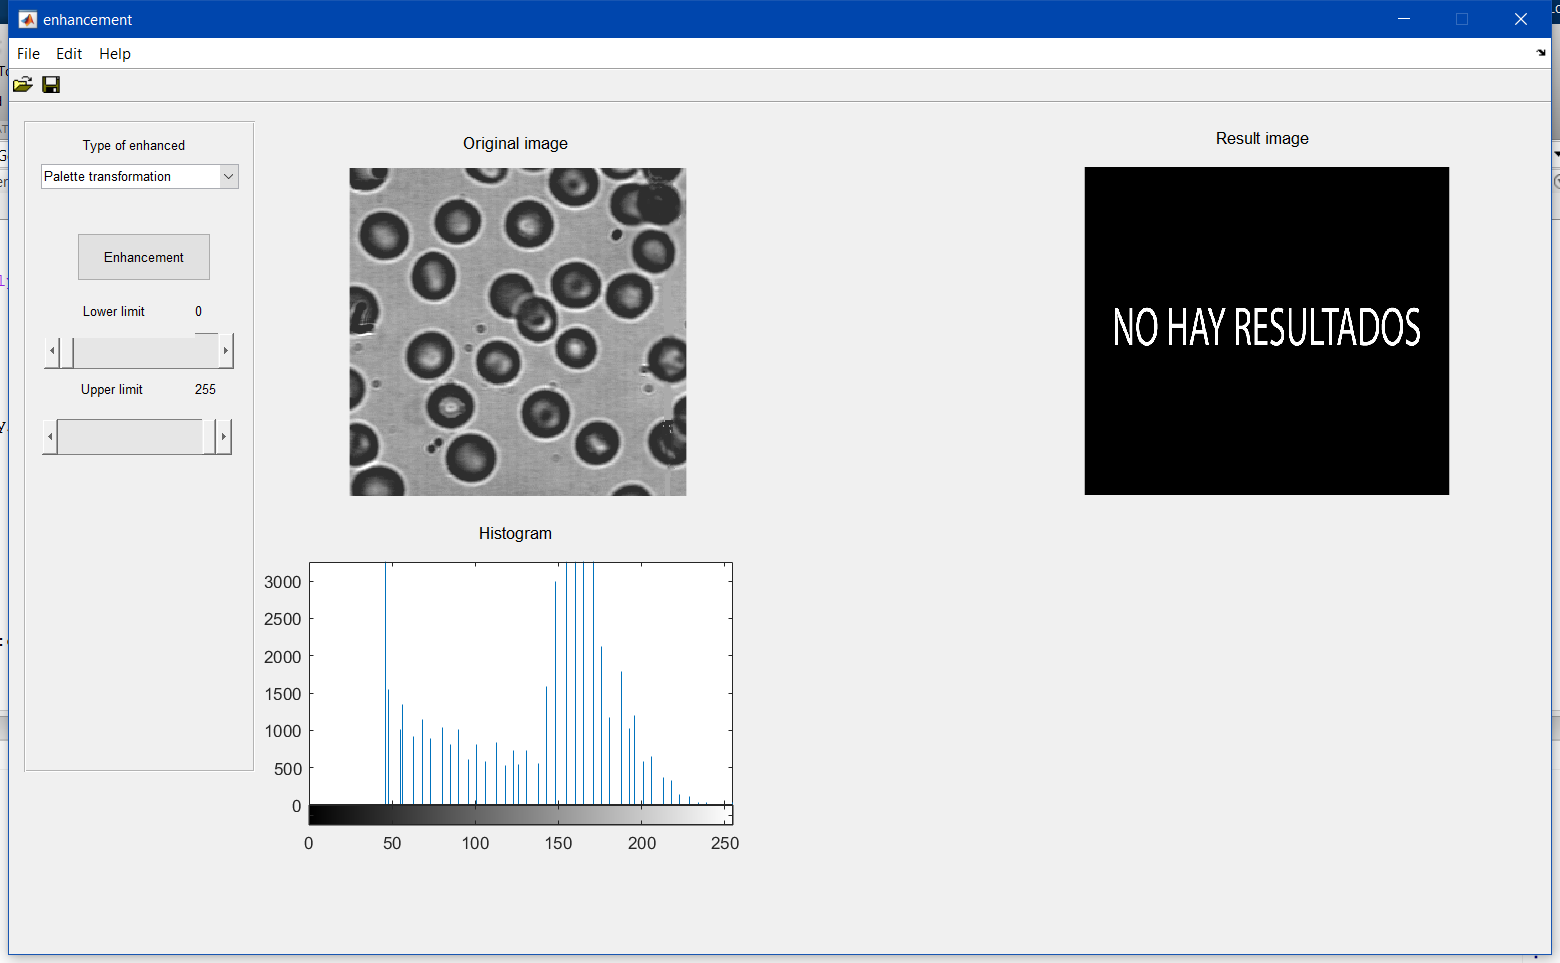 enhancement
File Edit Help
Type of enhanced
Palette transformation
Enhancement
Lower limit 0
Upper limit 255
Original image
Result image
NO HAY RESULTADOS
Histogram
3000
2500
2000
1500
1000
500
0
0 50 100 150 200 250